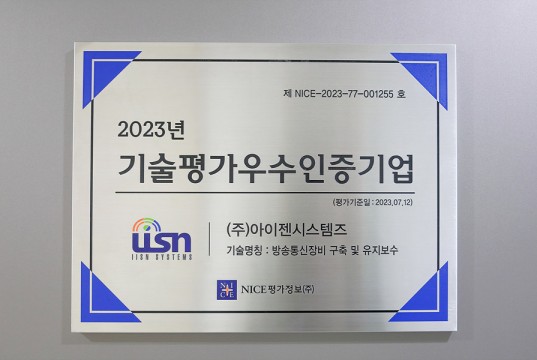 제 NICE-2023-77-001255 호
2023년
기술평가우수인증기업
(평가기준일 : 2023.07.12)
iisn
IISN SYSTEMS
(주)아이젠시스템즈
기술명칭 : 방송통신장비 구축 및 유지보수
NICE NICE평가정보(주)